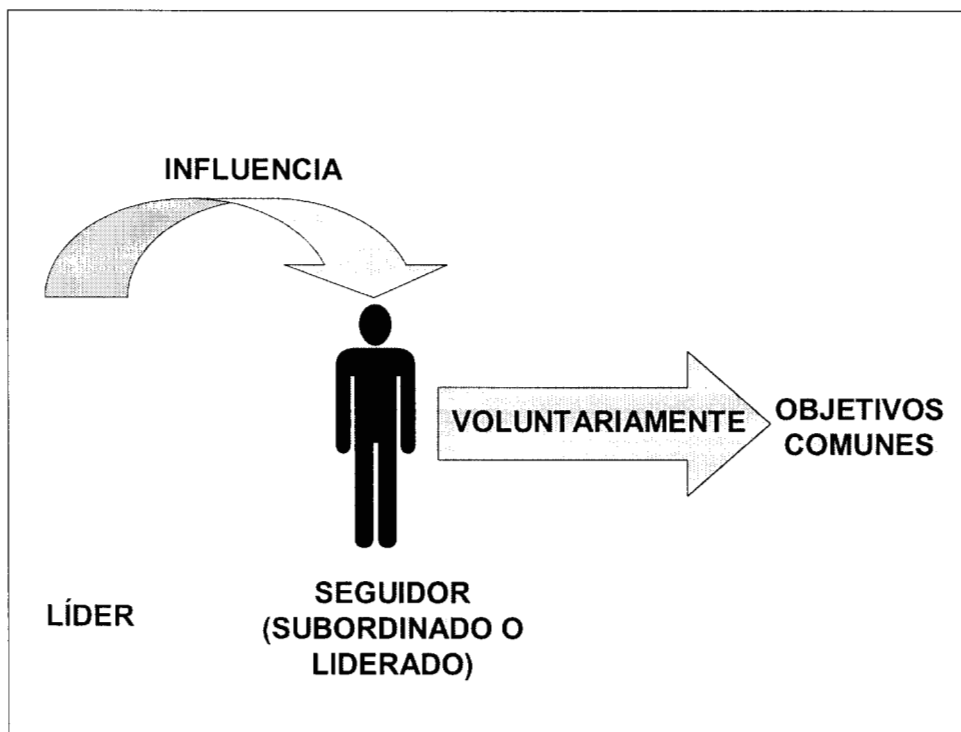 INFLUENCIA
VOLUNTARIAMENTE
OBJETIVOS
COMUNES
LÍDER
SEGUIDOR
(SUBORDINADO O
LIDERADO)